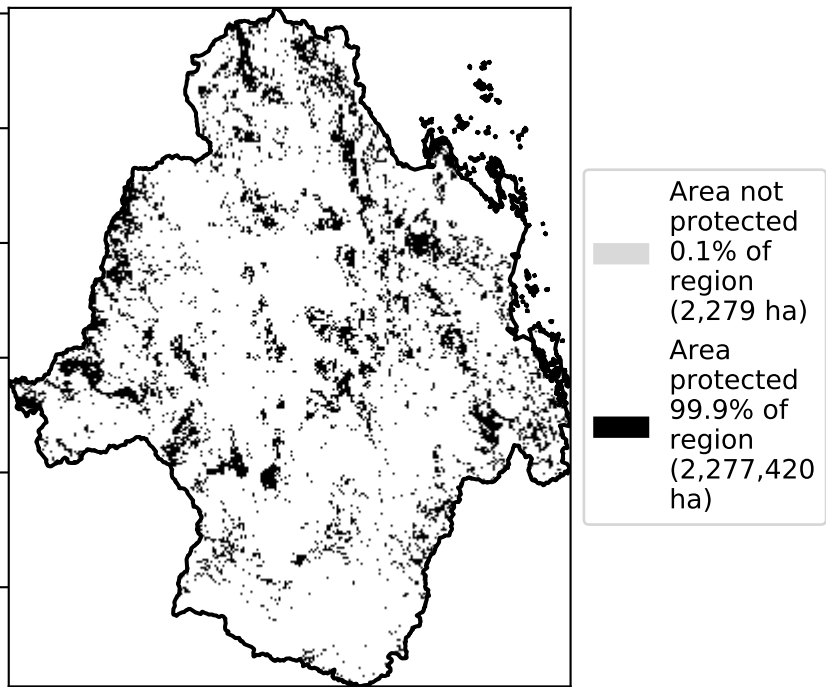 Area not
protected
0.1% of
region
(2,279 ha)
Area
protected
99.9% of
region
(2,277,420
ha)